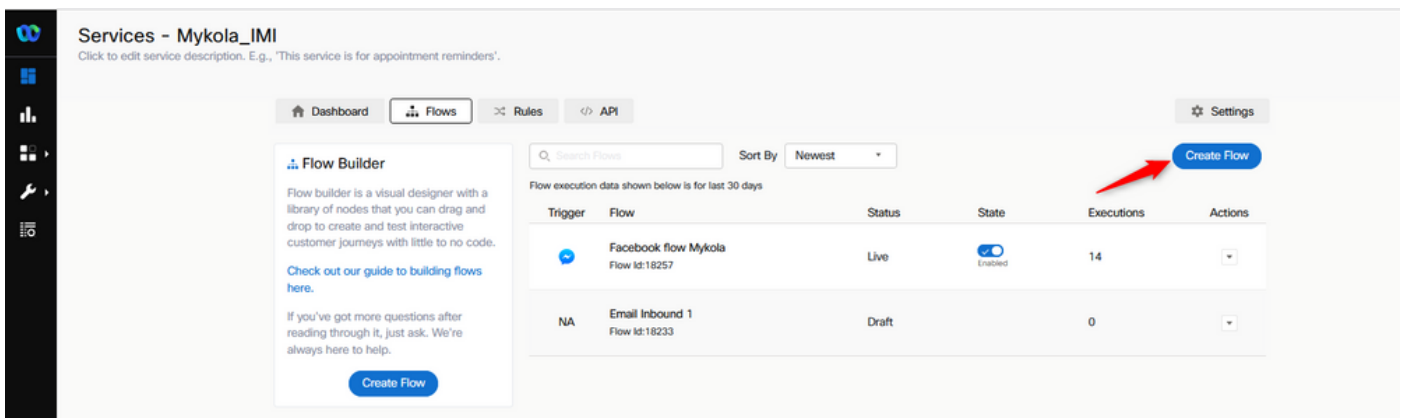 Services - Mykola_IMI
Click to edit service description. E.g., 'This service is for appointment reminders'.
Dashboard
Flows
Rules
</> API
Settings
Flow Builder
Flow builder is a visual designer with a
library of nodes that you can drag and
drop to create and test interactive
customer journeys with little to no code.
Check out our guide to building flows
here.
If you've got more questions after
reading through it, just ask. We're
always here to help.
Create Flow
Search Flows
Sort By Newest
Create Flow
Flow execution data shown below is for last 30 days
Trigger Flow Status State Executions Actions
Facebook flow Mykola
Flow Id:18257
Live
Enabled
14
NA
Email Inbound 1
Flow Id:18233
Draft
0